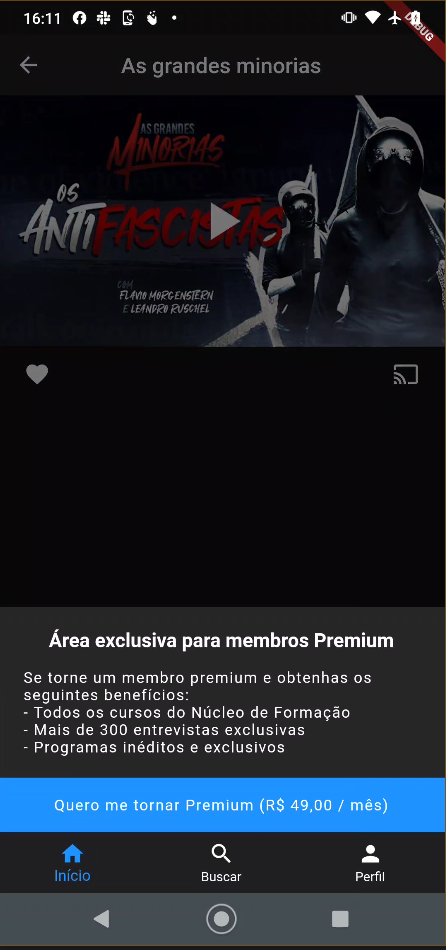 16:11
DEBUG
As grandes minorias
AS GRANDES
MINORIAS
OS
ANTIFASCISTAS
COM
FLAVIO MORGENSTERN
E LEANDRO RUSCHEL
Área exclusiva para membros Premium
Se torne um membro premium e obtenhas os
seguintes benefícios:
- Todos os cursos do Núcleo de Formação
- Mais de 300 entrevistas exclusivas
- Programas inéditos e exclusivos
Quero me tornar Premium (R$ 49,00 / mês)
Início
Buscar
Perfil